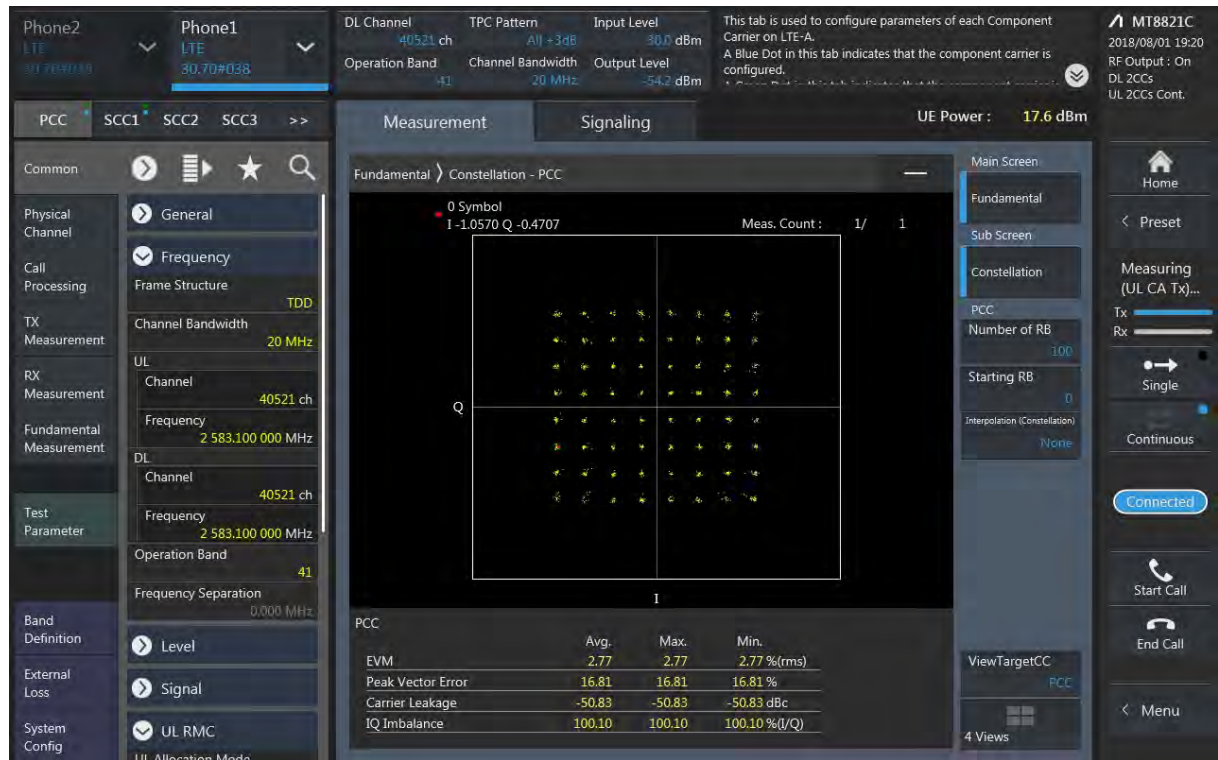 Phone2
LTE
Phone1
LTE
30.70#038
DL Channel
40521 ch
TPC Pattern
All +3dB
Input Level
30.0 dBm
Operation Band
41
Channel Bandwidth
20 MHz
Output Level
-54.2 dBm
This tab is used to configure parameters of each Component
Carrier on LTE-A.
A Blue Dot in this tab indicates that the component carrier is
configured.
MT8821C
2018/08/01 19:20
RF Output : On
DL 2CCs
UL 2CCs Cont.
PCC SCC1 SCC2 SCC3 >>
Measurement
Signaling
UE Power : 17.6 dBm
Common
Physical
Channel
Call
Processing
TX
Measurement
RX
Measurement
Fundamental
Measurement
Test
Parameter
Band
Definition
External
Loss
System
Config
General
Frequency
Frame Structure
TDD
Channel Bandwidth
20 MHz
UL
Channel
40521 ch
Frequency
2 583.100 000 MHz
DL
Channel
40521 ch
Frequency
2 583.100 000 MHz
Operation Band
41
Frequency Separation
0.000 MHz
Level
Signal
UL RMC
UL Allocation Mode
Fundamental ⟩ Constellation - PCC
0 Symbol
I -1.0570 Q -0.4707
Meas. Count : 1/ 1
Q
I
PCC
Avg. Max. Min.
EVM 2.77 2.77 2.77 %(rms)
Peak Vector Error 16.81 16.81 16.81 %
Carrier Leakage -50.83 -50.83 -50.83 dBc
IQ Imbalance 100.10 100.10 100.10 %(I/Q)
Main Screen
Fundamental
Sub Screen
Constellation
PCC
Number of RB
100
Starting RB
0
Interpolation (Constellation)
None
ViewTargetCC
PCC
4 Views
Home
< Preset
Measuring
(UL CA Tx)...
Tx
Rx
Single
Continuous
Connected
Start Call
End Call
< Menu